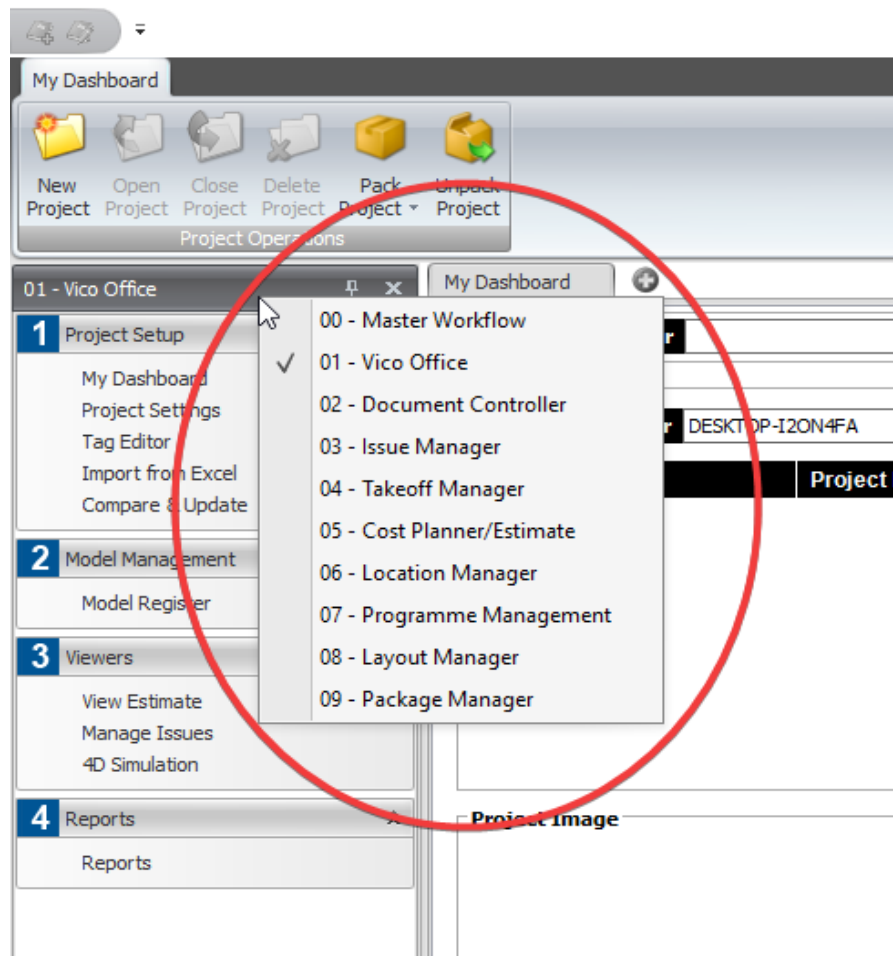 My Dashboard
New Project
Open Project
Close Project
Delete Project
Pack Project
Unpack Project
Project Operations
01 - Vico Office
My Dashboard
1 Project Setup
My Dashboard
Project Settings
Tag Editor
Import from Excel
Compare & Update
2 Model Management
Model Register
3 Viewers
View Estimate
Manage Issues
4D Simulation
4 Reports
Reports
00 - Master Workflow
01 - Vico Office
02 - Document Controller
03 - Issue Manager
04 - Takeoff Manager
05 - Cost Planner/Estimate
06 - Location Manager
07 - Programme Management
08 - Layout Manager
09 - Package Manager
r
r DESKTOP-I2ON4FA
Project
Project Image